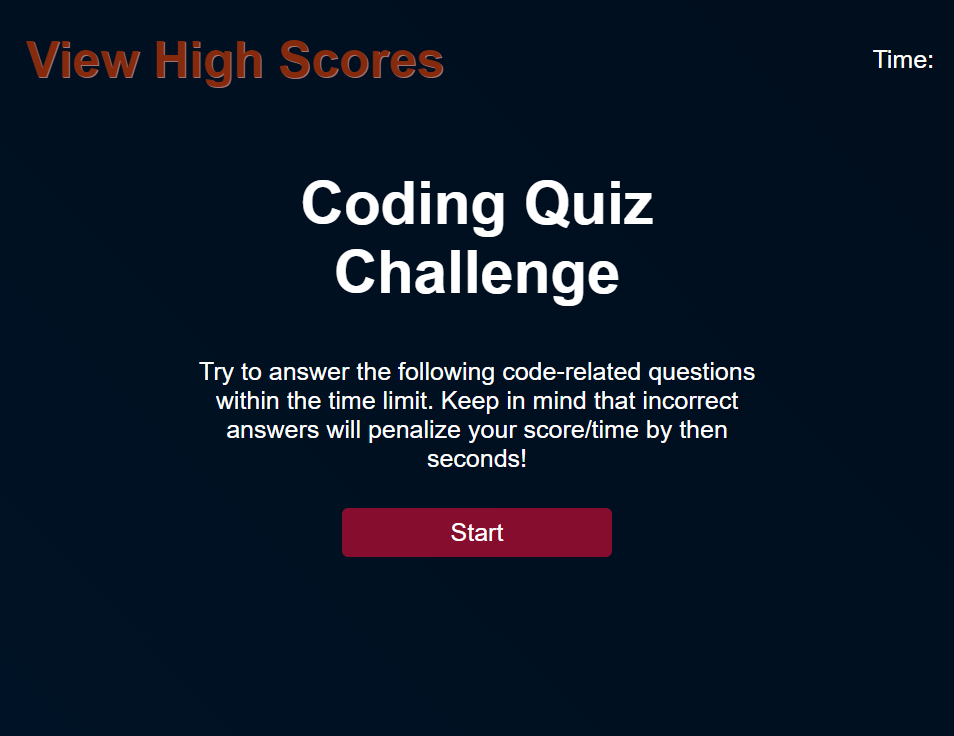 View High Scores
Time:
Coding Quiz
Challenge
Try to answer the following code-related questions
within the time limit. Keep in mind that incorrect
answers will penalize your score/time by then
seconds!
Start